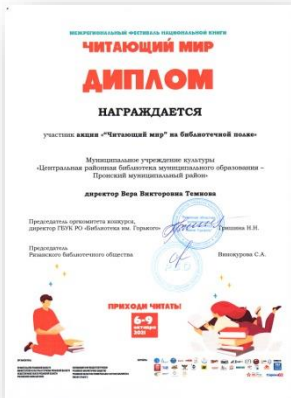 МЕЖРЕГИОНАЛЬНЫЙ ФЕСТИВАЛЬ НАЦИОНАЛЬНОЙ КНИГИ
ЧИТАЮЩИЙ МИР
ДИПЛОМ
НАГРАЖДАЕТСЯ
участник акции «"Читающий мир" на библиотечной полке»
Муниципальное учреждение культуры
«Центральная районная библиотека муниципального образования –
Пронский муниципальный район»
директор Вера Викторовна Темнова
Председатель оргкомитета конкурса,
директор ГБУК РО «Библиотека им. Горького»
Гришина Н.Н.
Председатель
Рязанского библиотечного общества
Винокурова С.А.
ПРИХОДИ ЧИТАТЬ!
6-9
октября
2021